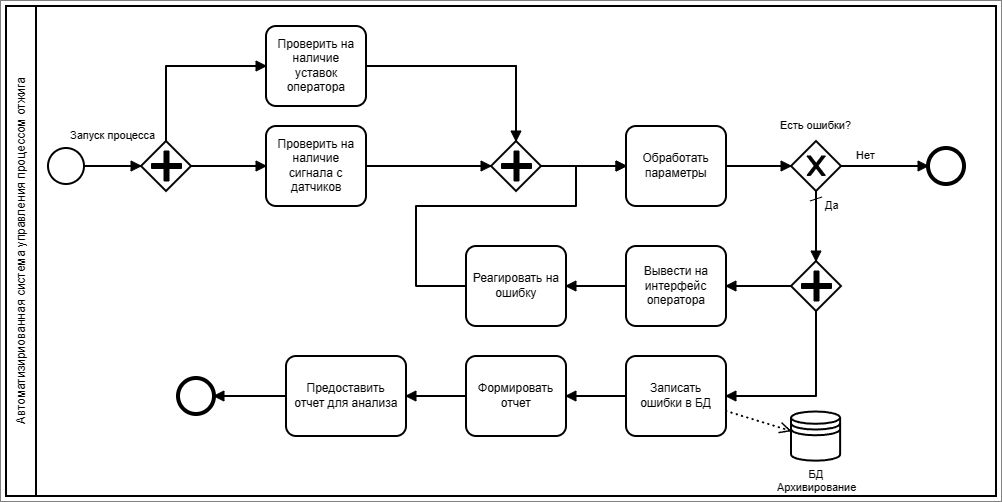 Автоматизириованная система управления процессом отжига
Запуск процесса
Проверить на
наличие
уставок
оператора
Проверить на
наличие
сигнала с
датчиков
Обработать
параметры
Есть ошибки?
Нет
Да
Реагировать на
ошибку
Вывести на
интерфейс
оператора
Предоставить
отчет для анализа
Формировать
отчет
Записать
ошибки в БД
БД
Архивирование